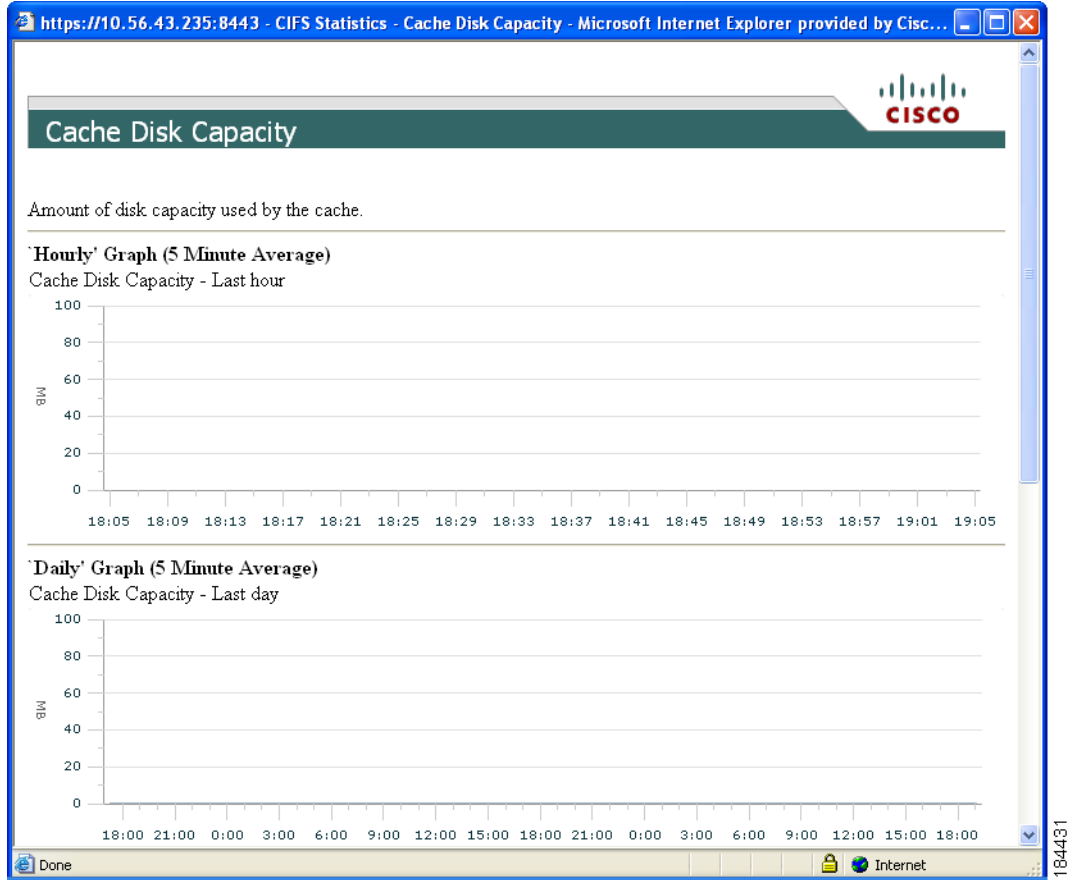 https://10.56.43.235:8443 - CIFS Statistics - Cache Disk Capacity - Microsoft Internet Explorer provided by Cisc...
CISCO
Cache Disk Capacity
Amount of disk capacity used by the cache.
`Hourly' Graph (5 Minute Average)
Cache Disk Capacity - Last hour
100
80
60
MB
40
20
0
18:05 18:09 18:13 18:17 18:21 18:25 18:29 18:33 18:37 18:41 18:45 18:49 18:53 18:57 19:01 19:05
`Daily' Graph (5 Minute Average)
Cache Disk Capacity - Last day
100
80
60
MB
40
20
0
18:00 21:00 0:00 3:00 6:00 9:00 12:00 15:00 18:00 21:00 0:00 3:00 6:00 9:00 12:00 15:00 18:00
Done
Internet
184431